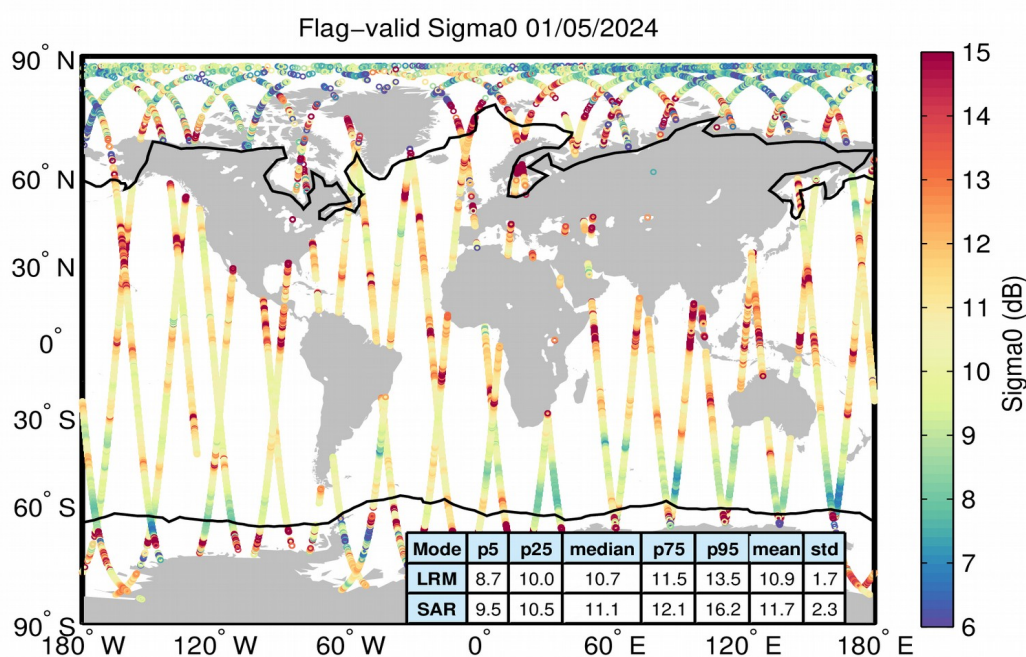 Flag−valid Sigma0 01/05/2024
90° N
60° N
30° N
0°
30° S
60° S
90° S
180° W
120° W
60° W
0°
60° E
120° E
180° E
Mode p5 p25 median p75 p95 mean std
LRM 8.7 10.0 10.7 11.5 13.5 10.9 1.7
SAR 9.5 10.5 11.1 12.1 16.2 11.7 2.3
15
14
13
12
11
10
9
8
7
6
Sigma0 (dB)